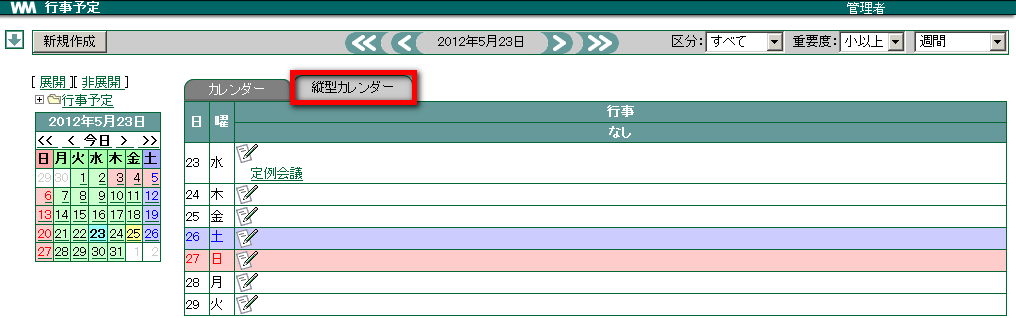 WM 行事予定 管理者
新規作成 << < 2012年5月23日 > >> 区分: すべて 重要度: 小以上 週間
[ 展開 ][ 非展開 ]
行事予定
2012年5月23日
<< < 今日 > >>
日 月 火 水 木 金 土
29 30 1 2 3 4 5
6 7 8 9 10 11 12
13 14 15 16 17 18 19
20 21 22 23 24 25 26
27 28 29 30 31 1 2
カレンダー 縦型カレンダー
日 曜 行事
なし
23 水
定例会議
24 木
25 金
26 土
27 日
28 月
29 火